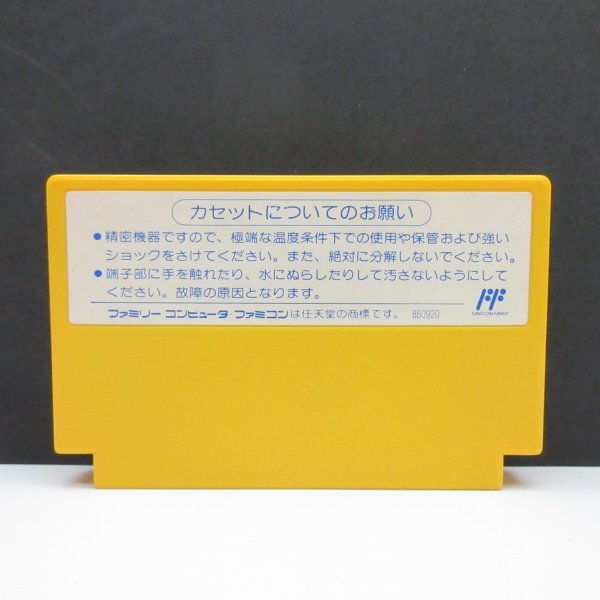 カセットについてのお願い
●精密機器ですので、極端な温度条件下での使用や保管および強い
ショックをさけてください。また、絶対に分解しないでください。
●端子部に手を触れたり、水にぬらしたりして汚さないようにして
ください。故障の原因となります。
ファミリーコンピュータ・ファミコンは任天堂の商標です。 880920
FF
NAMCOM NAMCO